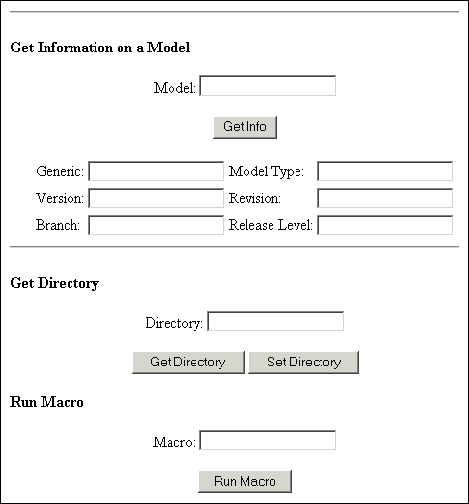 Get Information on a Model
Model:
Get Info
Generic: Model Type:
Version: Revision:
Branch: Release Level:
Get Directory
Directory:
Get Directory Set Directory
Run Macro
Macro:
Run Macro